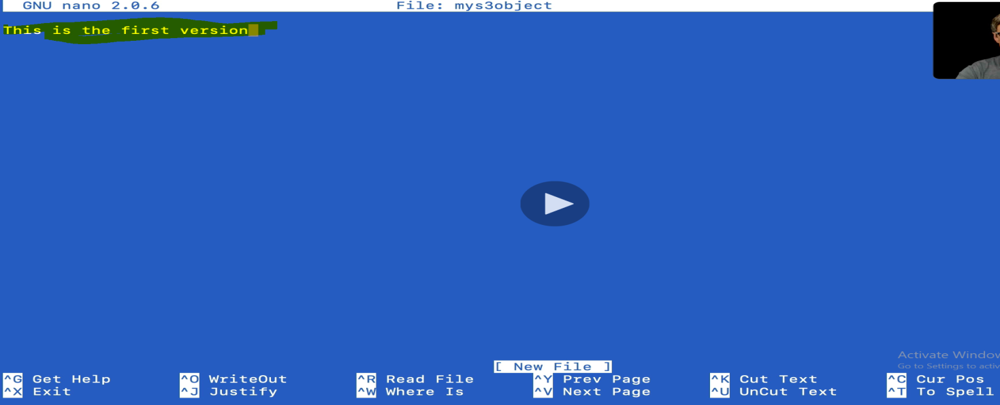 GNU nano 2.0.6 File: mys3object
This is the first version
[ New File ]
^G Get Help ^O WriteOut ^R Read File ^Y Prev Page ^K Cut Text ^C Cur Pos
^X Exit ^J Justify ^W Where Is ^V Next Page ^U UnCut Text ^T To Spell
Activate Window
Go to Settings to activ